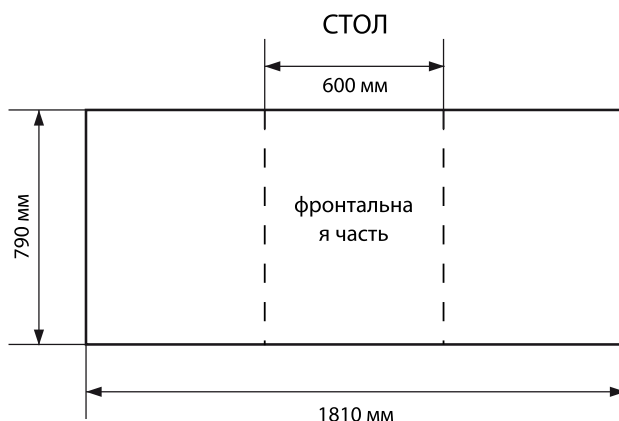 СТОЛ
600 мм
790 мм
фронтальна
я часть
1810 мм